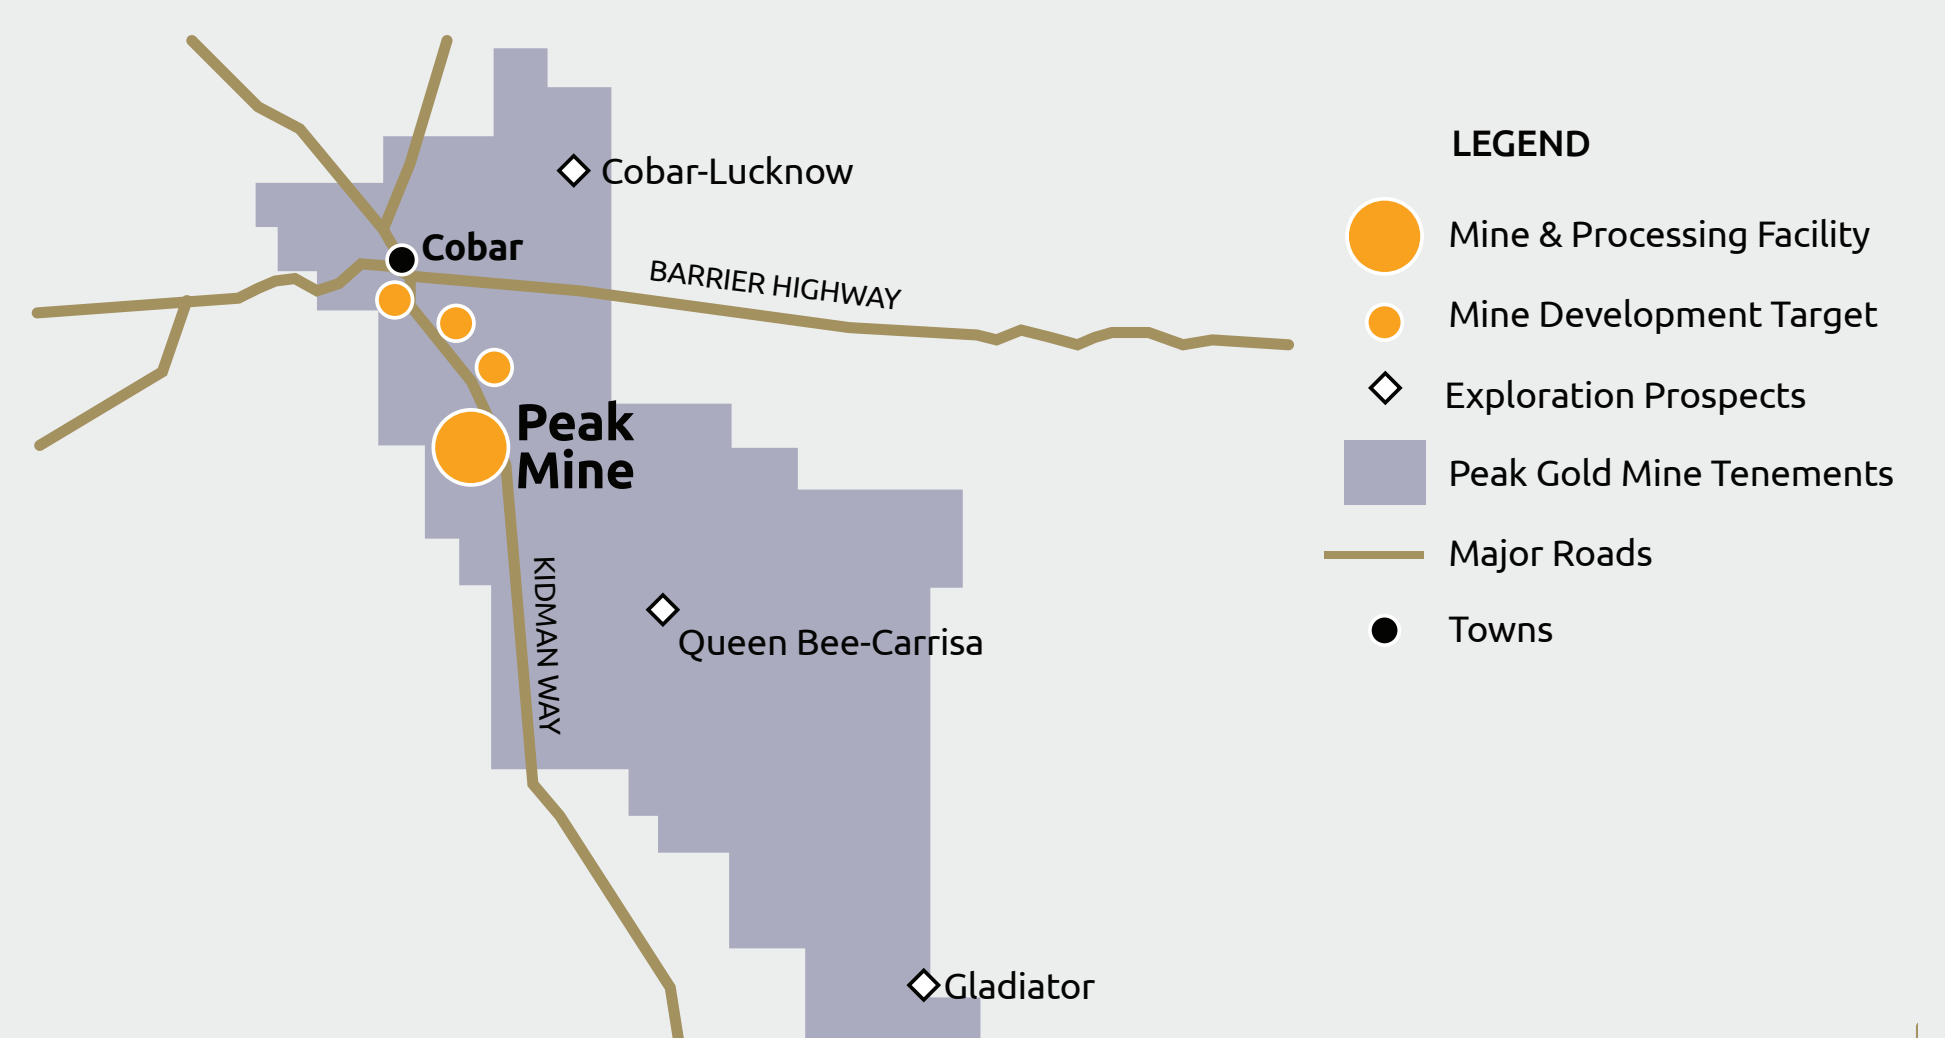 Cobar-Lucknow
Cobar
BARRIER HIGHWAY
Peak
Mine
KIDMAN WAY
Queen Bee-Carrisa
Gladiator
LEGEND
Mine & Processing Facility
Mine Development Target
Exploration Prospects
Peak Gold Mine Tenements
Major Roads
Towns